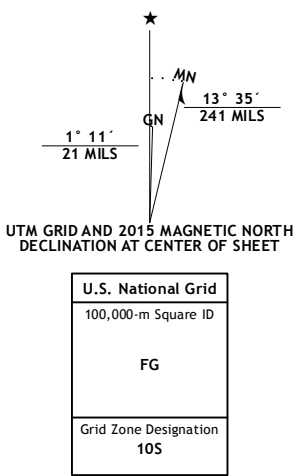 ★
MN
GN
13° 35´
241 MILS
1° 11´
21 MILS
UTM GRID AND 2015 MAGNETIC NORTH
DECLINATION AT CENTER OF SHEET
U.S. National Grid
100,000-m Square ID
FG
Grid Zone Designation
10S